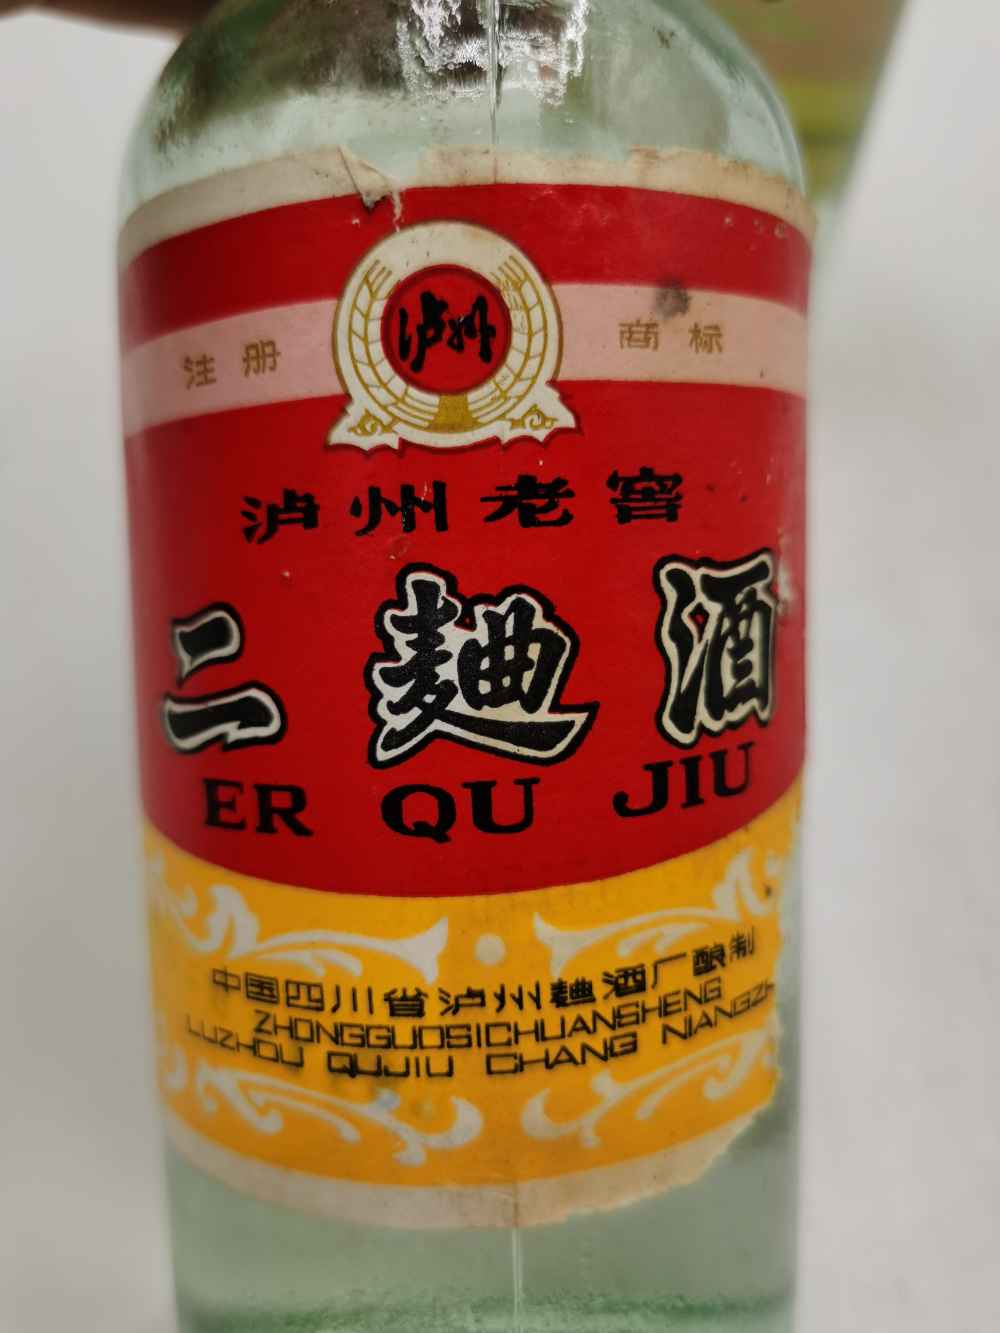 泸州
注册 商标
泸州老窖
二麯酒
ER QU JIU
中国四川省泸州麯酒厂酿制
ZHONGGUOSICHUANSHENG
LUZHOU QUJIU CHANG NIANGZH